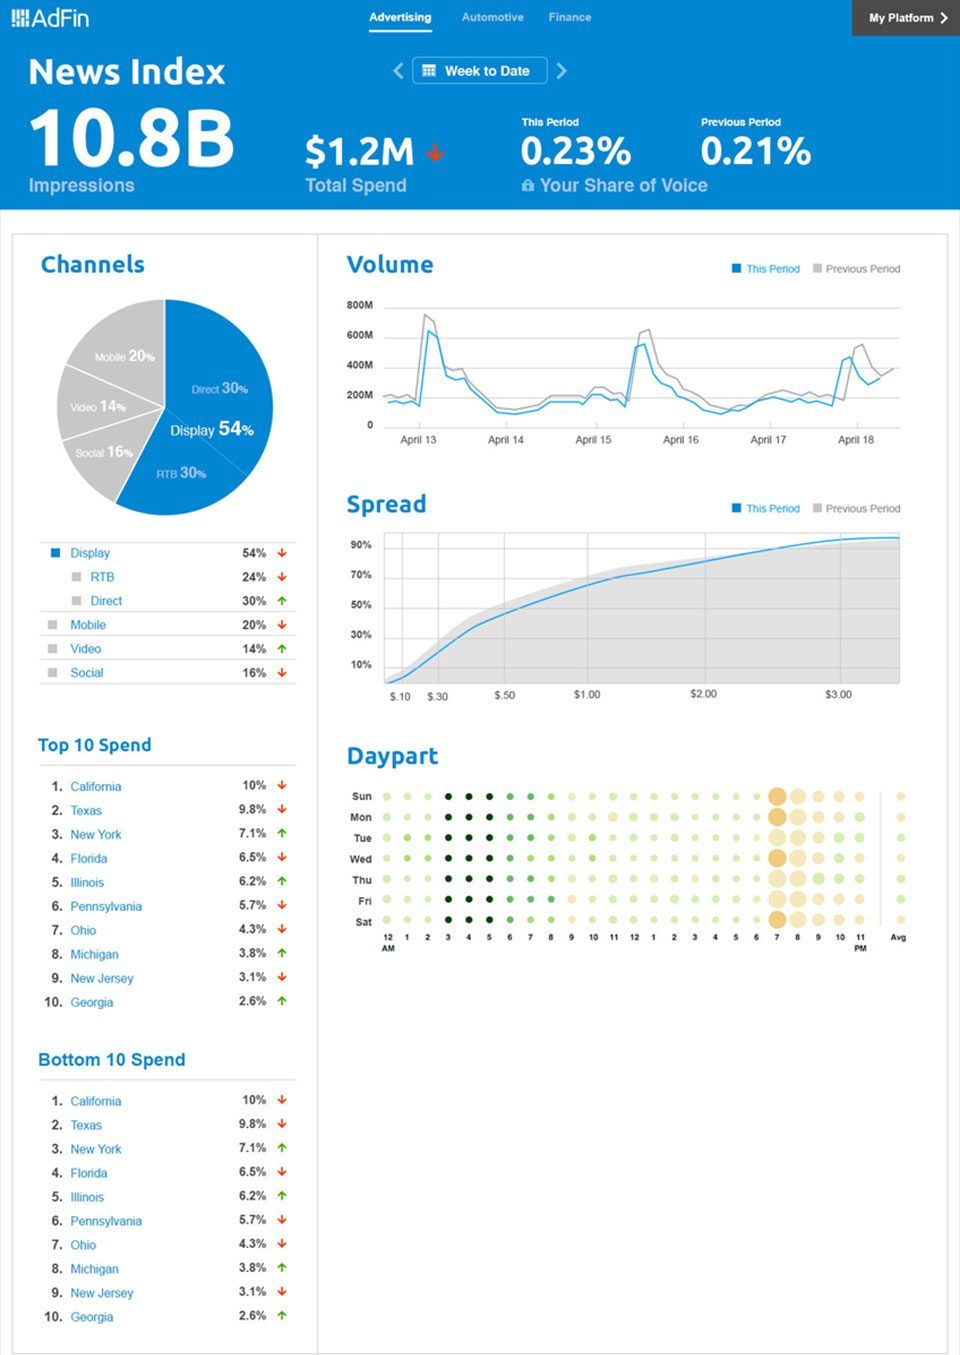 AdFin
Advertising Automotive Finance
My Platform
News Index
Week to Date
10.8B
Impressions
$1.2M
Total Spend
This Period
0.23%
Previous Period
0.21%
Your Share of Voice
Channels
Mobile 20%
Video 14%
Social 16%
Direct 30%
Display 54%
RTB 30%
Display 54%
RTB 24%
Direct 30%
Mobile 20%
Video 14%
Social 16%
Top 10 Spend
1. California 10%
2. Texas 9.8%
3. New York 7.1%
4. Florida 6.5%
5. Illinois 6.2%
6. Pennsylvania 5.7%
7. Ohio 4.3%
8. Michigan 3.8%
9. New Jersey 3.1%
10. Georgia 2.6%
Bottom 10 Spend
1. California 10%
2. Texas 9.8%
3. New York 7.1%
4. Florida 6.5%
5. Illinois 6.2%
6. Pennsylvania 5.7%
7. Ohio 4.3%
8. Michigan 3.8%
9. New Jersey 3.1%
10. Georgia 2.6%
Volume
This Period Previous Period
800M
600M
400M
200M
0
April 13 April 14 April 15 April 16 April 17 April 18
Spread
This Period Previous Period
90%
70%
50%
30%
10%
$.10 $.30 $.50 $1.00 $2.00 $3.00
Daypart
Sun
Mon
Tue
Wed
Thu
Fri
Sat
12 1 2 3 4 5 6 7 8 9 10 11 12 1 2 3 4 5 6 7 8 9 10 11 Avg
AM PM